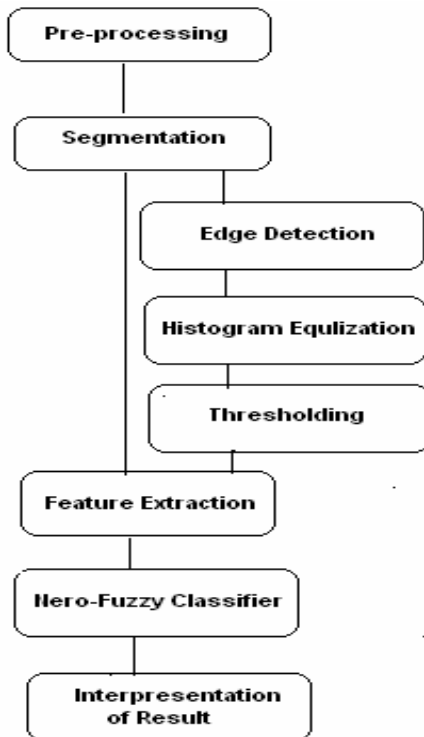 Pre-processing
Segmentation
Edge Detection
Histogram Equlization
Thresholding
Feature Extraction
Nero-Fuzzy Classifier
Interpresentation
of Result